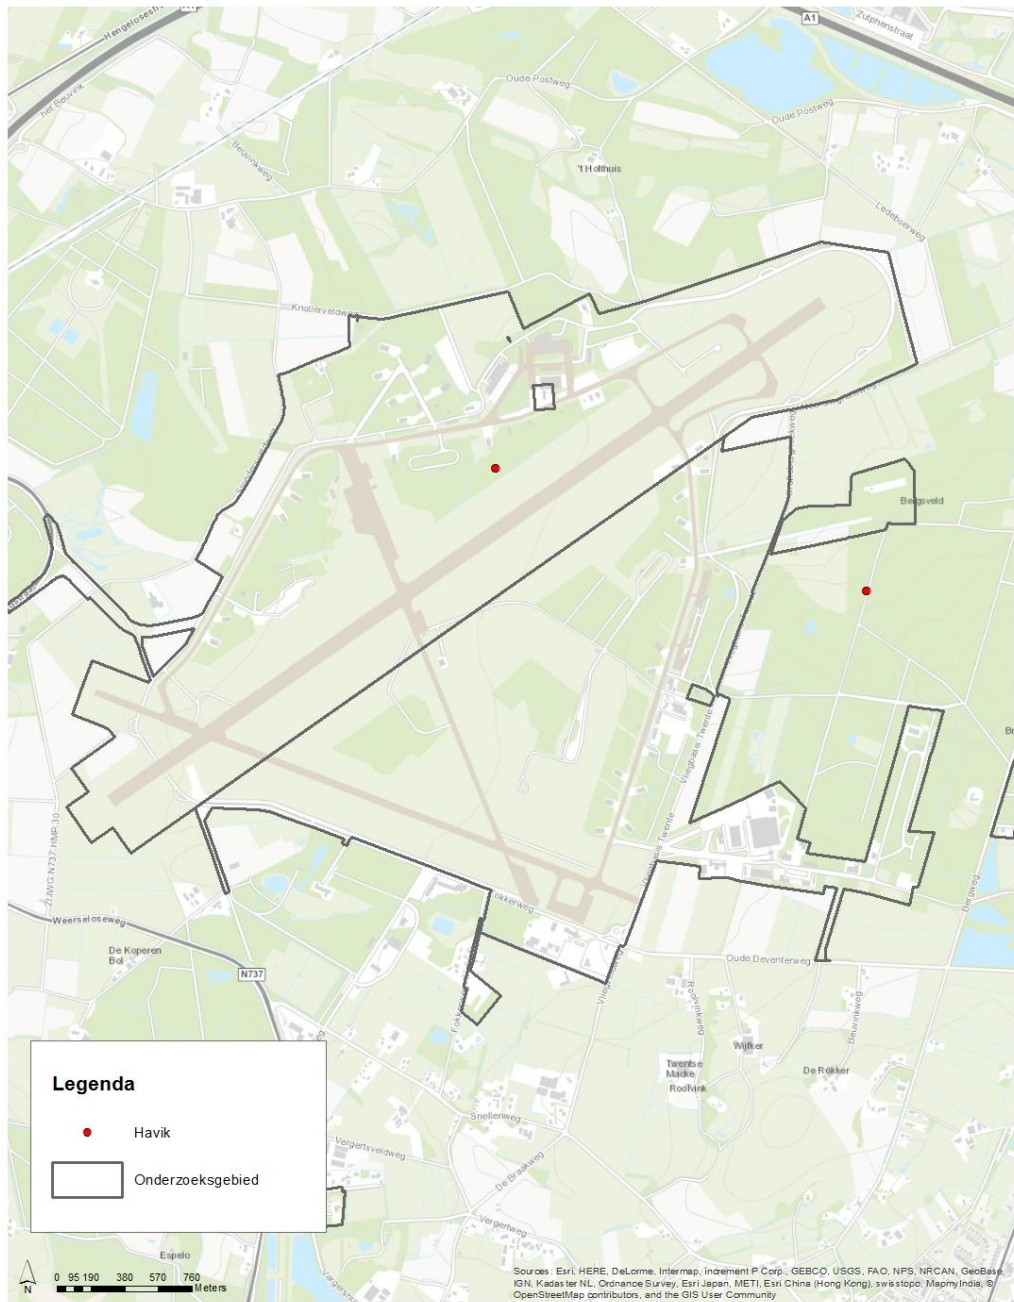 A1
Zutphenstraat
het Beuvink
Beuvinkweg
Oude Postweg
Oude Postweg
't Holthuis
Ledeboerweg
Knollerveldweg
Bergsveld
Vliegbasis Twente
Vliegbasis Twente
Fokkerweg
Vliegveldweg
Bergweg
Weerseloseweg
De Koperen
Bol
N737
Oude Deventerweg
Roolvinkweg
Beuvinkweg
Wijfker
Twentse
Macke
Roolvink
De Rökker
Snellenweg
Vergertsveldweg
De Braakweg
Vergertweg
Espelo
Legenda
Havik
Onderzoeksgebied
N
0 95 190 380 570 760
Meters
Sources: Esri, HERE, DeLorme, Intermap, increment P Corp., GEBCO, USGS, FAO, NPS, NRCAN, GeoBase,
IGN, Kadaster NL, Ordnance Survey, Esri Japan, METI, Esri China (Hong Kong), swisstopo, MapmyIndia, ©
OpenStreetMap contributors, and the GIS User Community